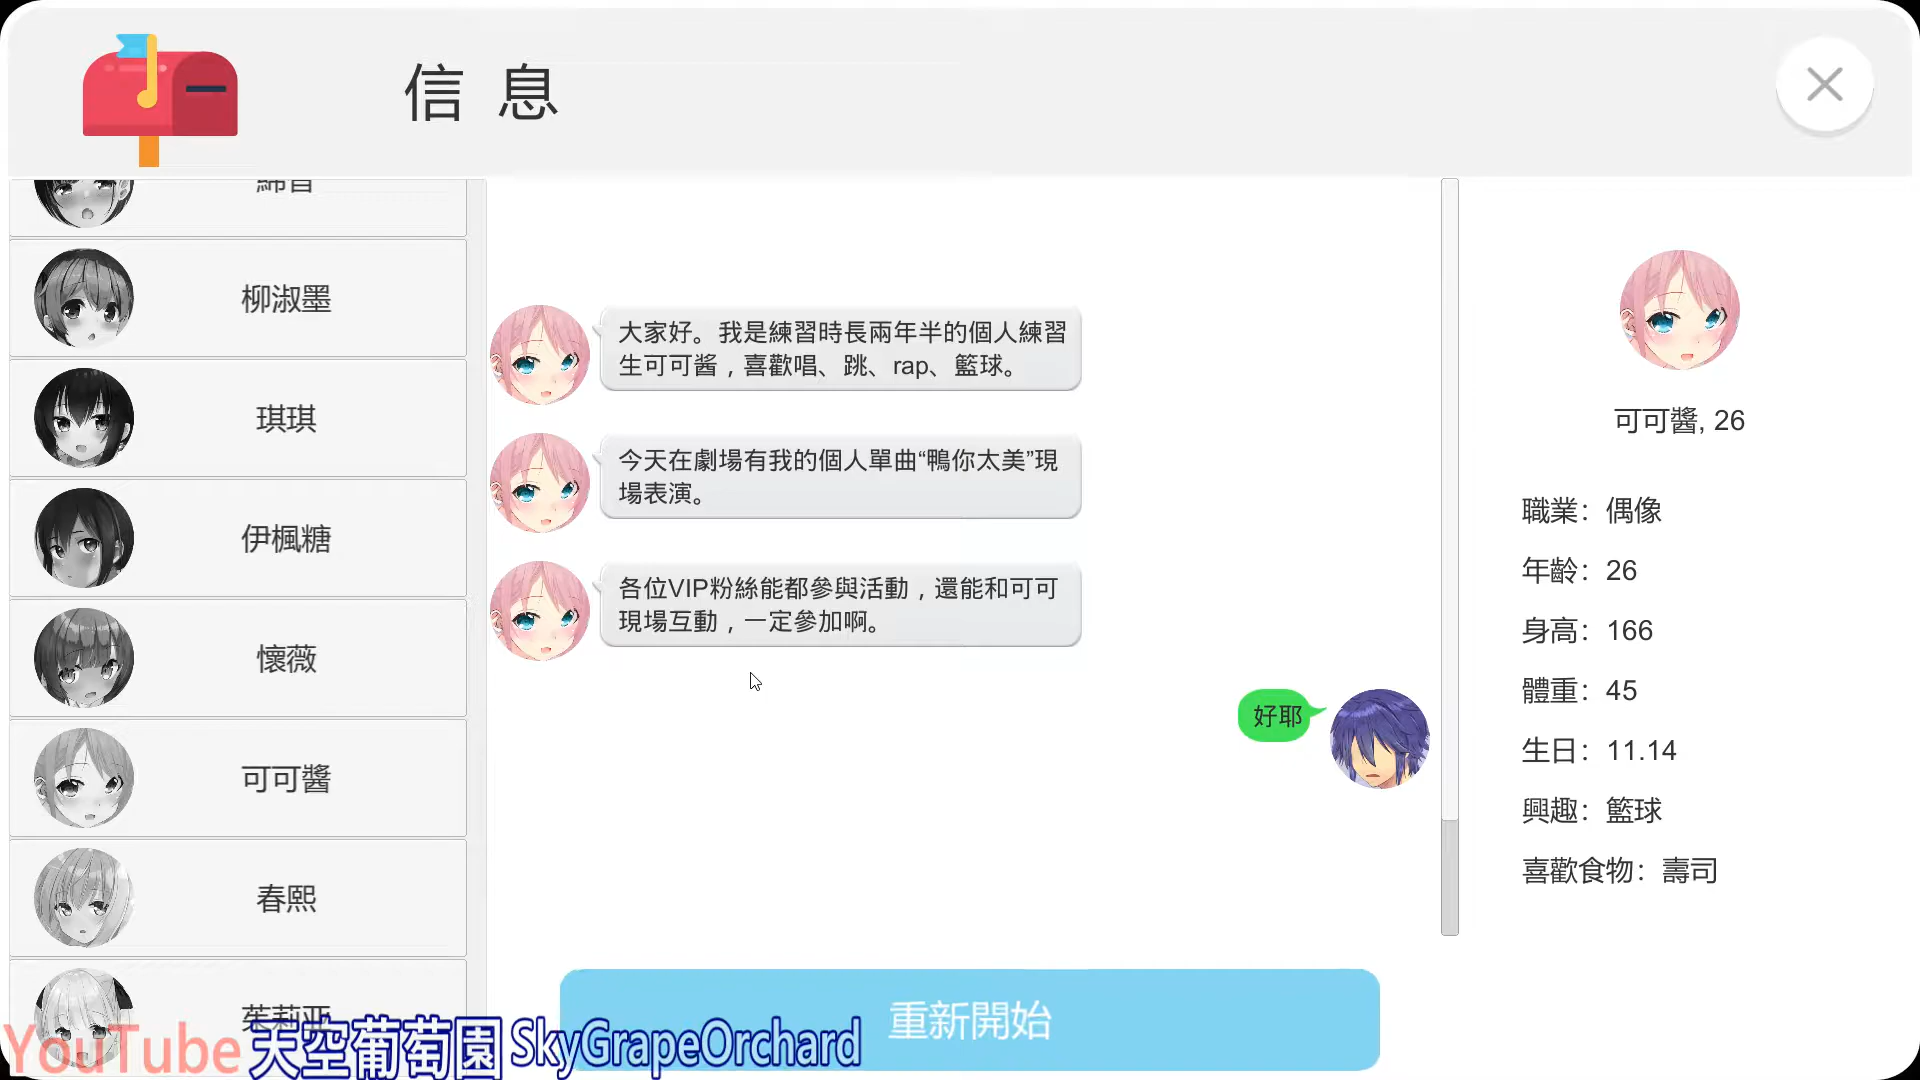 信 息
綿音
柳淑墨
琪琪
伊楓糖
懷薇
可可醬
春熙
茱莉亚
大家好。我是練習時長兩年半的個人練習
生可可酱，喜歡唱、跳、rap、籃球。
今天在劇場有我的個人單曲“鴨你太美”現
場表演。
各位VIP粉絲能都參與活動，還能和可可
現場互動，一定參加啊。
好耶
重新開始
可可醬, 26
職業：偶像
年齡：26
身高：166
體重：45
生日：11.14
興趣：籃球
喜歡食物：壽司
YouTube 天空葡萄園 SkyGrapeOrchard